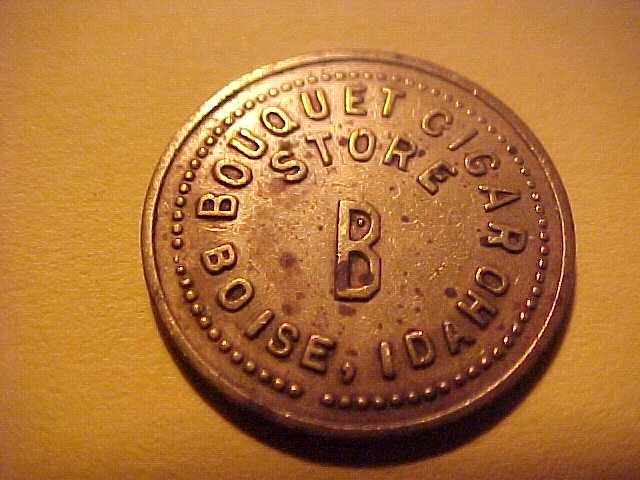 BOUQUET CIGAR
STORE
B
BOISE, IDAHO